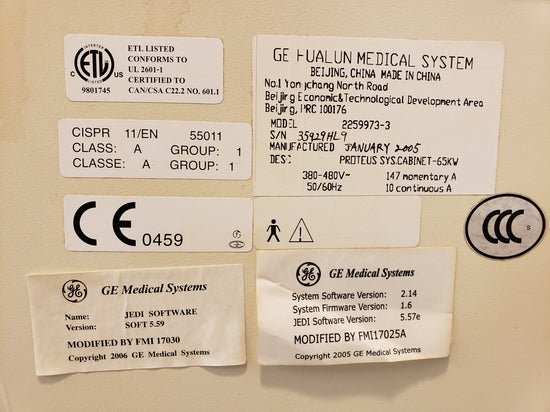 ETL LISTED
CONFORMS TO
UL 2601-1
CERTIFIED TO
CAN/CSA C22.2 NO. 601.1
INTERTEK
ETL
C US
9801745
GE HUALUN MEDICAL SYSTEM
BEIJING, CHINA MADE IN CHINA
No.1 Yongchang North Road
Beijing Economic&Technological Development Area
Beijing, PRC 100176
MODEL 2259973-3
S/N 35929HL9
MANUFACTURED JANUARY 2005
DES: PROTEUS SYS.CABINET-65KW
380-480V~ 147 momentary A
50/60Hz 10 continuous A
CISPR 11/EN 55011
CLASS: A GROUP: 1
CLASSE: A GROUP: 1
CE 0459
CCC S
GE Medical Systems
Name: JEDI SOFTWARE
Version: SOFT 5.59
MODIFIED BY FMI 17030
Copyright 2006 GE Medical Systems
GE Medical Systems
System Software Version: 2.14
System Firmware Version: 1.6
JEDI Software Version: 5.57e
MODIFIED BY FMI17025A
Copyright 2005 GE Medical Systems